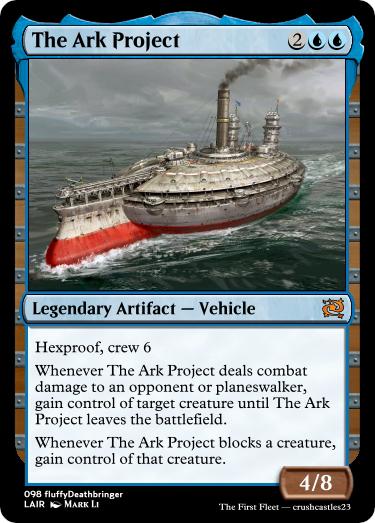 The Ark Project 2
Legendary Artifact — Vehicle
Hexproof, crew 6
Whenever The Ark Project deals combat
damage to an opponent or planeswalker,
gain control of target creature until The Ark
Project leaves the battlefield.
Whenever The Ark Project blocks a creature,
gain control of that creature.
4/8
098 fluffyDeathbringer
LAIR Mark Li
The First Fleet — crushcastles23